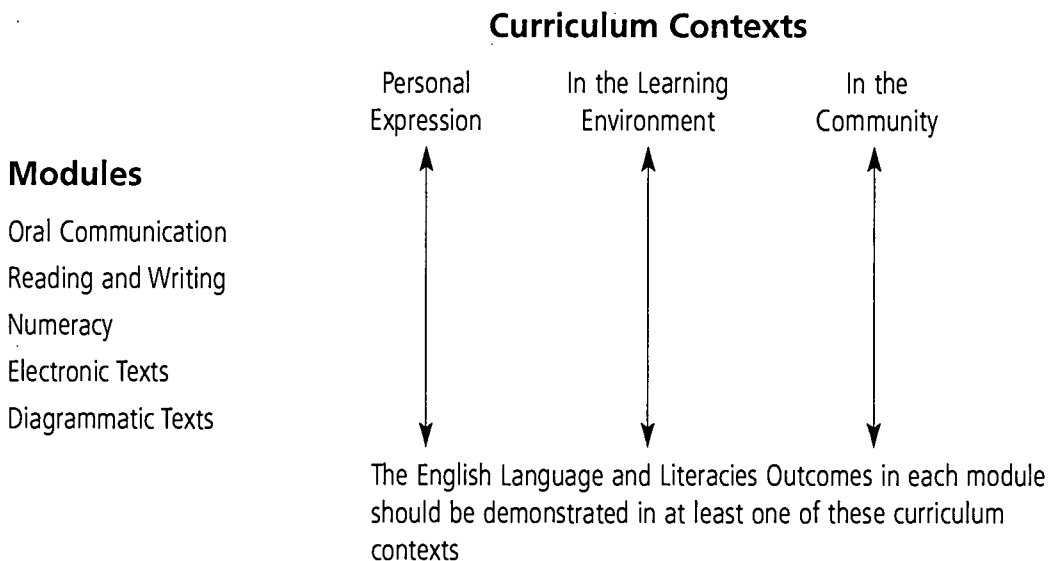 Curriculum Contexts
Personal
Expression
In the Learning
Environment
In the
Community
Modules
Oral Communication
Reading and Writing
Numeracy
Electronic Texts
Diagrammatic Texts
The English Language and Literacies Outcomes in each module
should be demonstrated in at least one of these curriculum
contexts